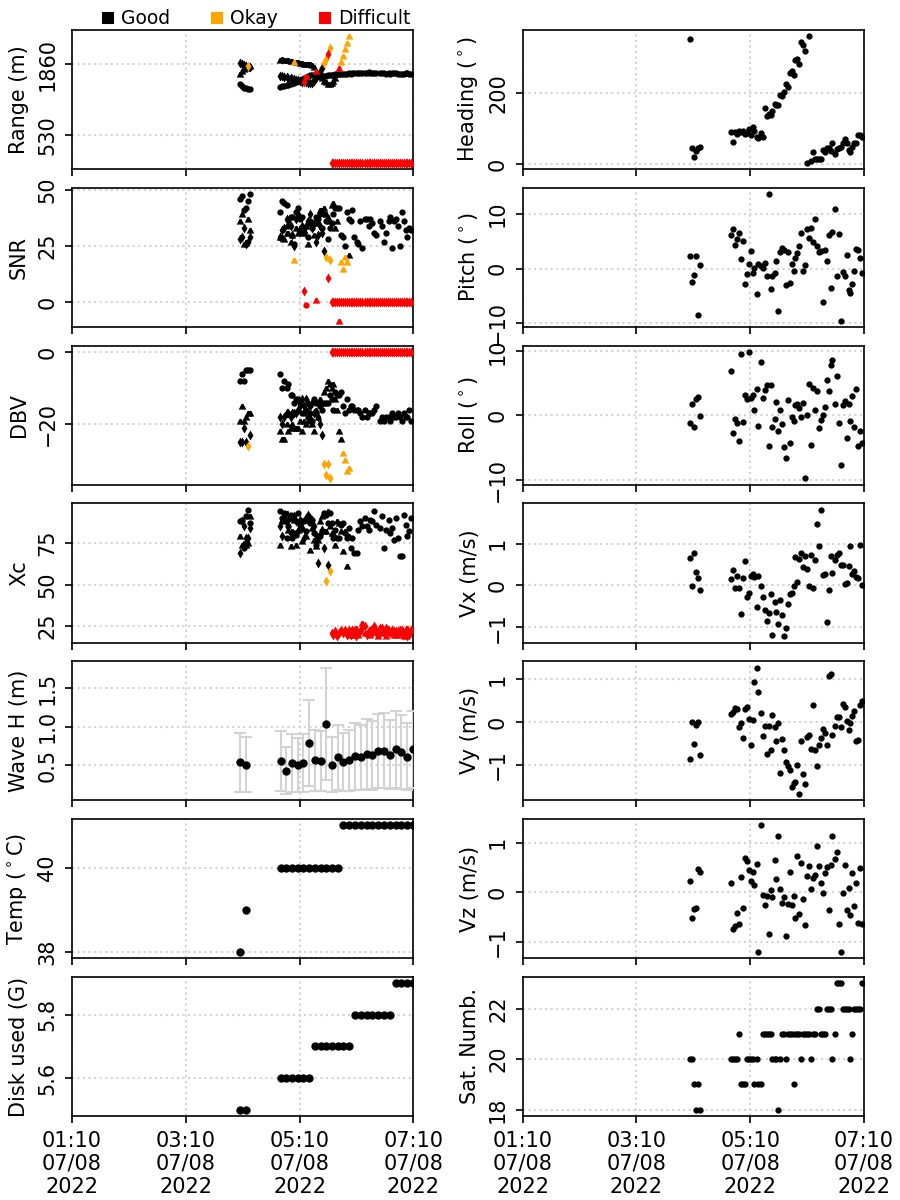 Good Okay Difficult
Range (m)
1860
530
Heading (°)
200
0
SNR
50
25
0
Pitch (°)
10
0
−10
DBV
0
−20
Roll (°)
10
0
−10
Xc
75
50
25
Vx (m/s)
1
0
−1
Wave H (m)
1.5
1.0
0.5
Vy (m/s)
1
0
−1
Temp (°C)
40
38
Vz (m/s)
1
0
−1
Disk used (G)
5.8
5.6
Sat. Numb.
22
20
18
01:10 03:10 05:10 07:10 01:10 03:10 05:10 07:10
07/08 07/08 07/08 07/08 07/08 07/08 07/08 07/08
2022 2022 2022 2022 2022 2022 2022 2022